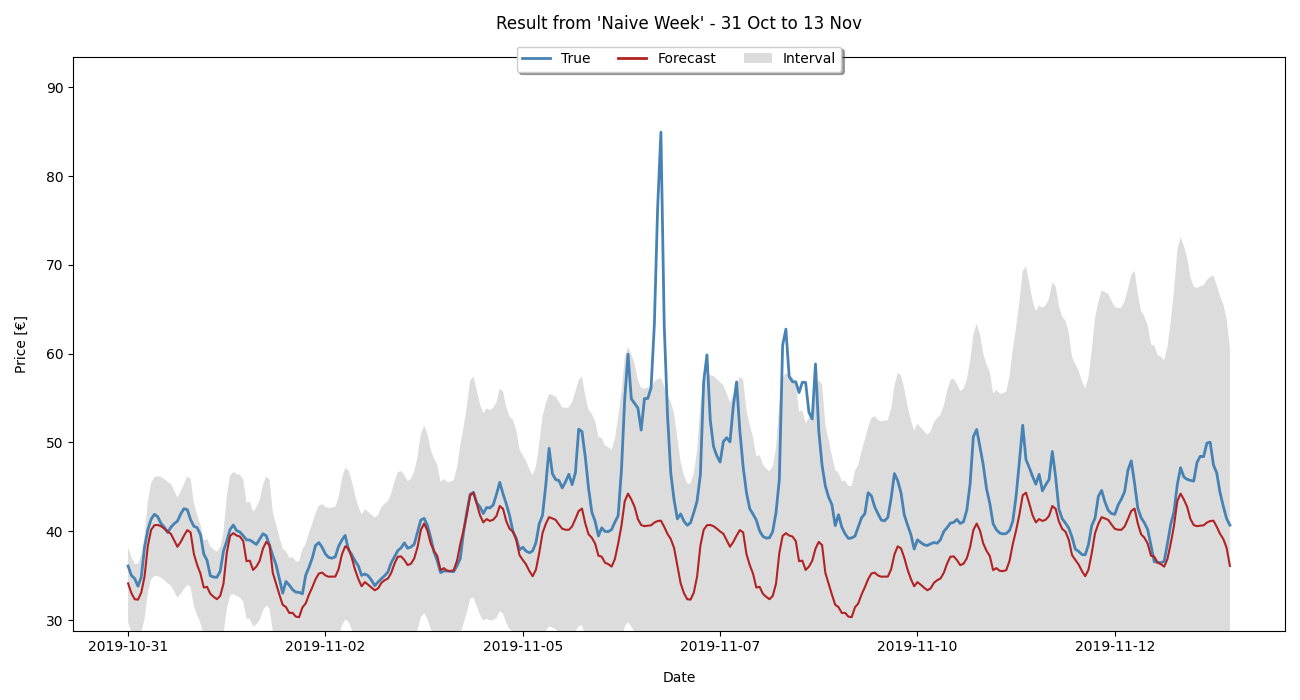 Result from 'Naive Week' - 31 Oct to 13 Nov
True Forecast Interval
90
80
70
60
50
40
30
Price [€]
2019-10-31 2019-11-02 2019-11-05 2019-11-07 2019-11-10 2019-11-12
Date